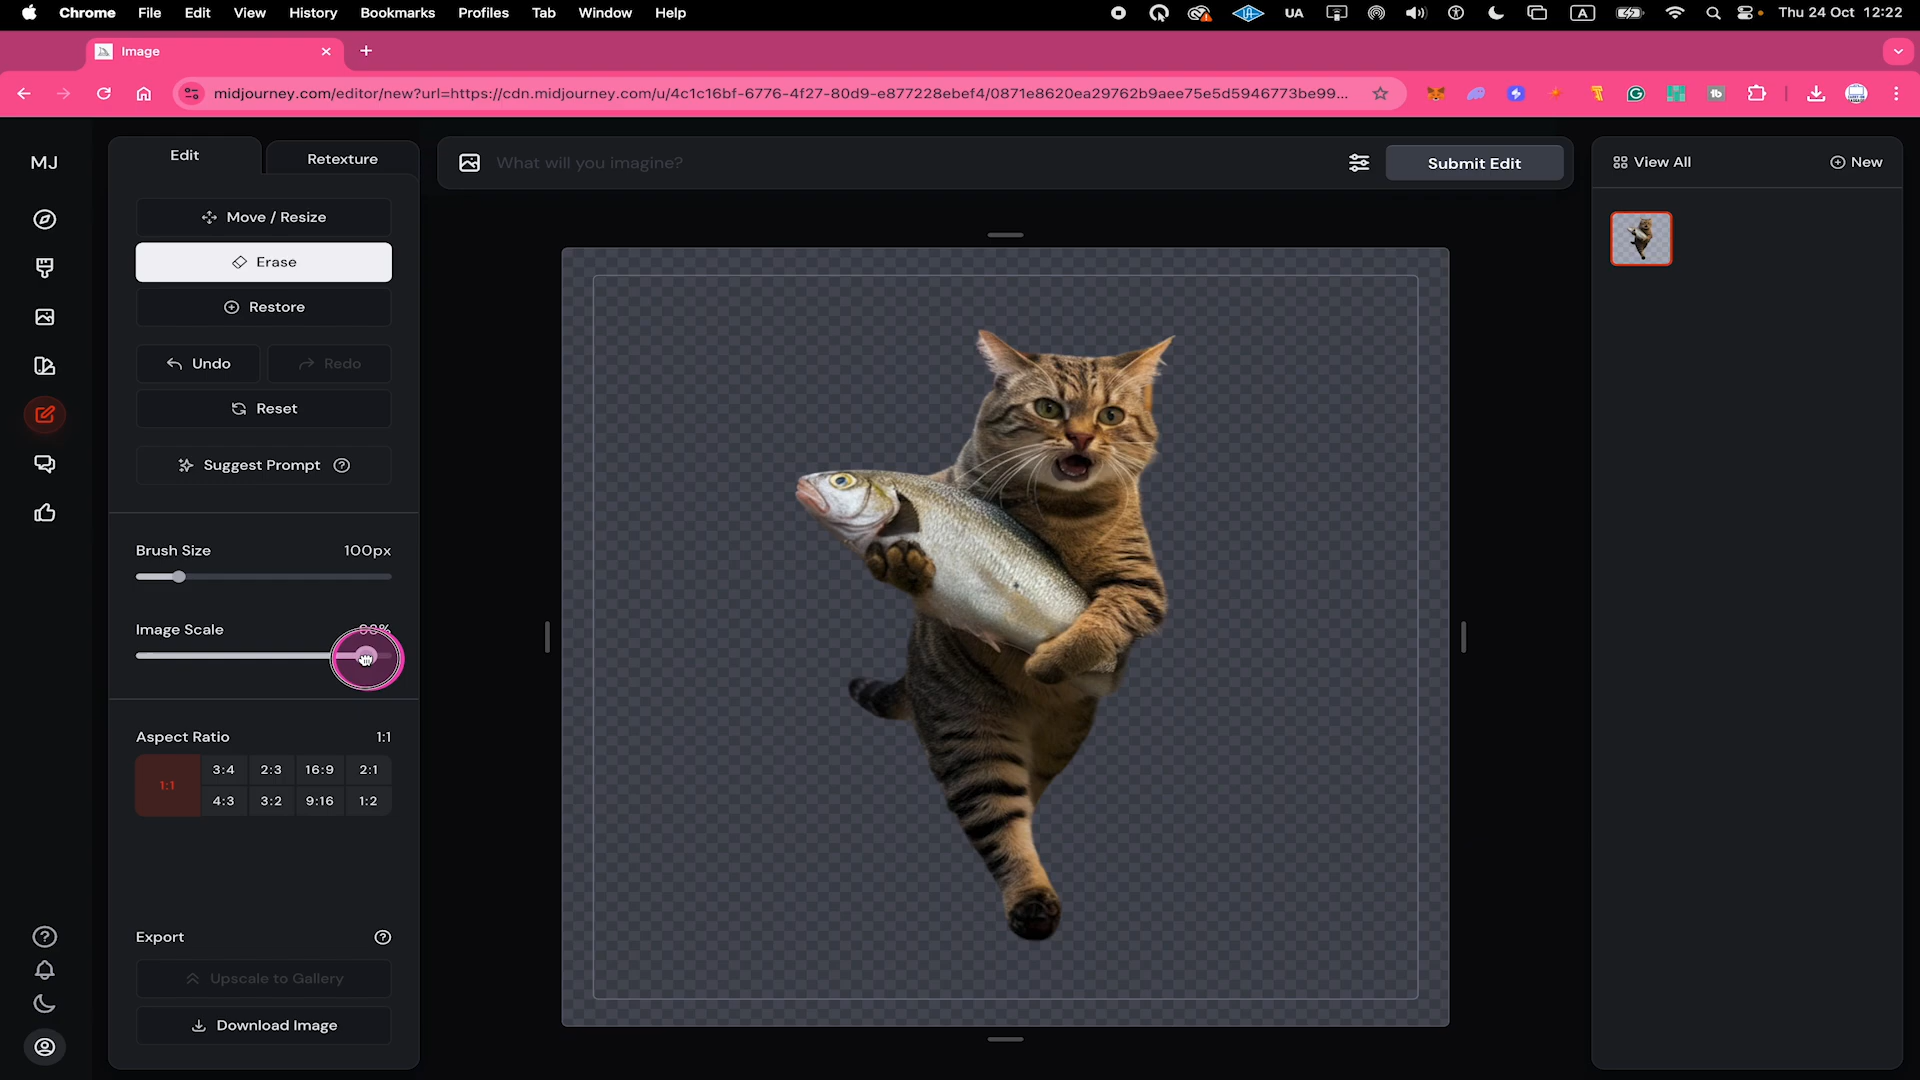 Chrome File Edit View History Bookmarks Profiles Tab Window Help UA A Thu 24 Oct 12:22
Image
midjourney.com/editor/new?url=https://cdn.midjourney.com/u/4c1c16bf-6776-4f27-80d9-e877228ebef4/0871e8620ea29762b9aee75e5d5946773be99...
MJ
Edit Retexture
What will you imagine? Submit Edit
View All New
Move / Resize
Erase
Restore
Undo Redo
Reset
Suggest Prompt
Brush Size 100px
Image Scale
Aspect Ratio 1:1
1:1
3:4 2:3 16:9 2:1
4:3 3:2 9:16 1:2
Export
Upscale to Gallery
Download Image